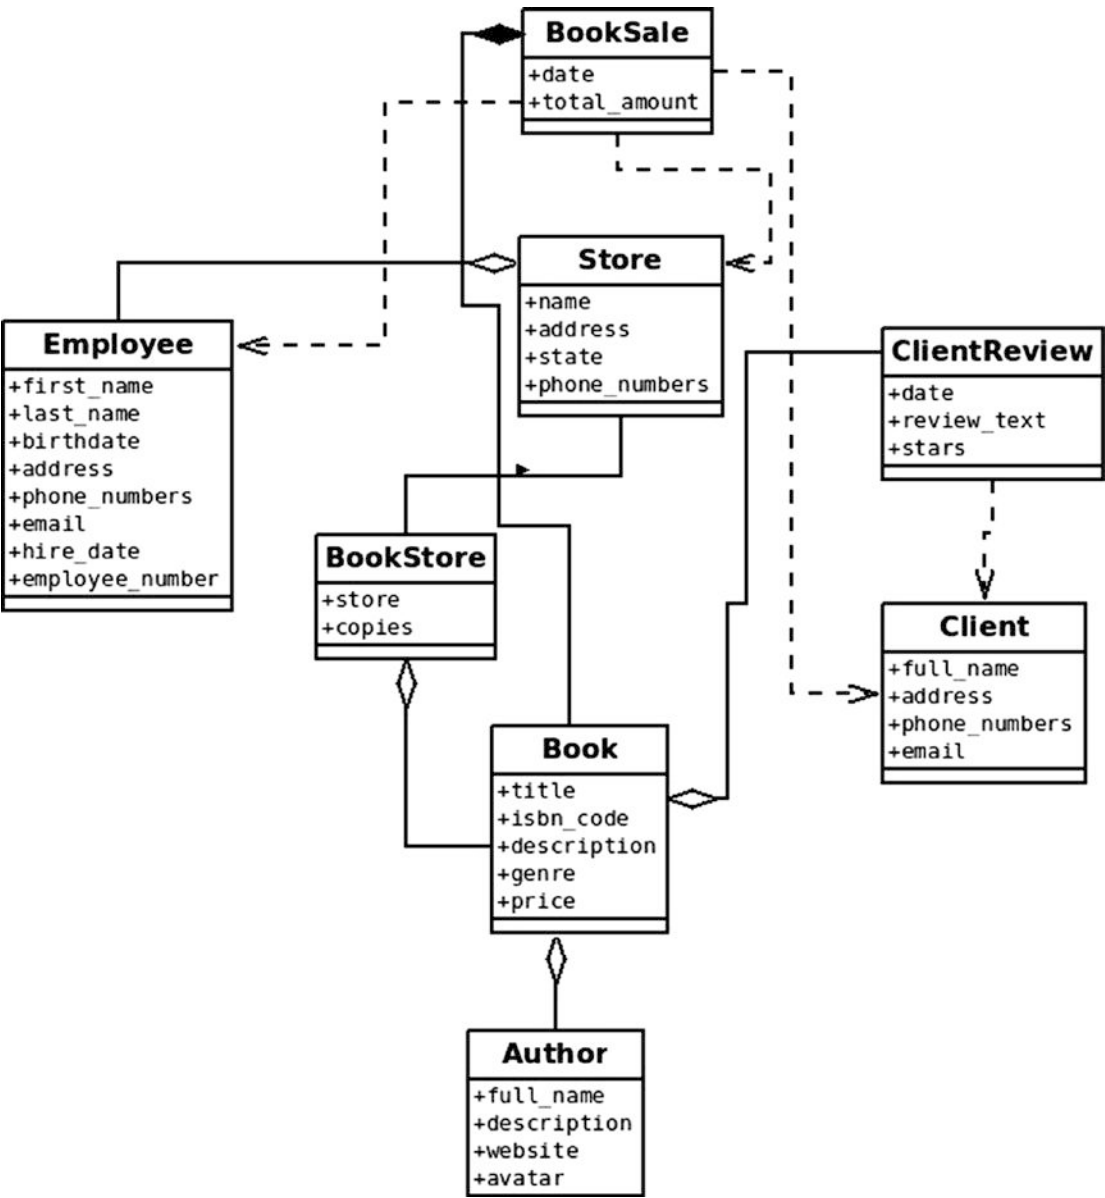 BookSale
+date
+total_amount
Store
+name
+address
+state
+phone_numbers
Employee
+first_name
+last_name
+birthdate
+address
+phone_numbers
+email
+hire_date
+employee_number
ClientReview
+date
+review_text
+stars
BookStore
+store
+copies
Client
+full_name
+address
+phone_numbers
+email
Book
+title
+isbn_code
+description
+genre
+price
Author
+full_name
+description
+website
+avatar